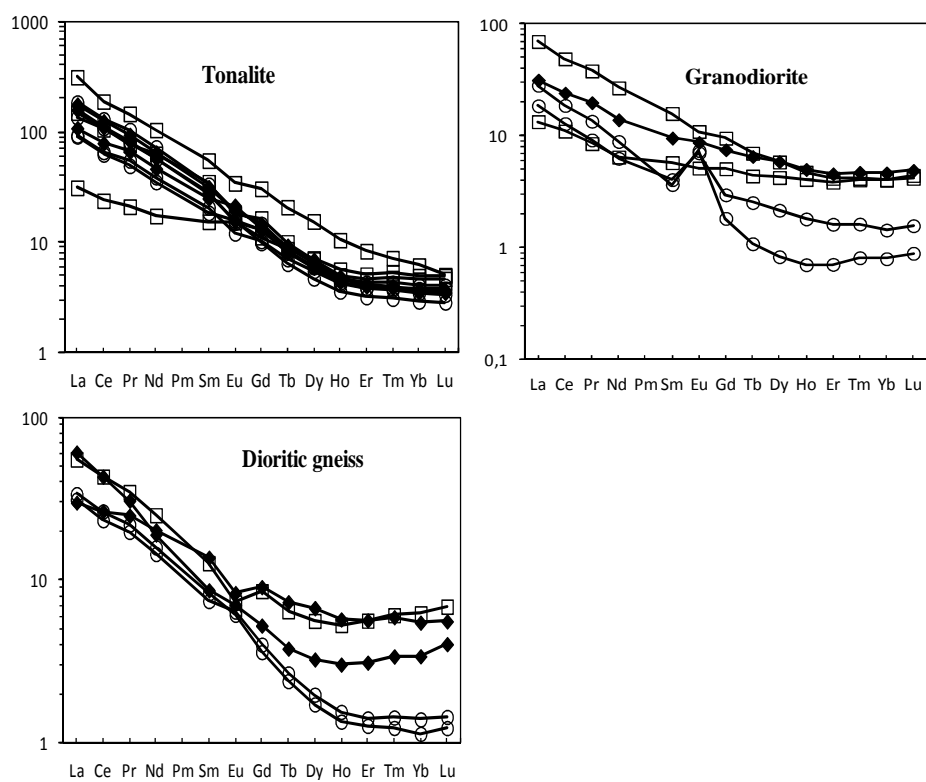 Tonalite
1000
100
10
1
La Ce Pr Nd Pm Sm Eu Gd Tb Dy Ho Er Tm Yb Lu
Granodiorite
100
10
1
0,1
La Ce Pr Nd Pm Sm Eu Gd Tb Dy Ho Er Tm Yb Lu
Dioritic gneiss
100
10
1
La Ce Pr Nd Pm Sm Eu Gd Tb Dy Ho Er Tm Yb Lu